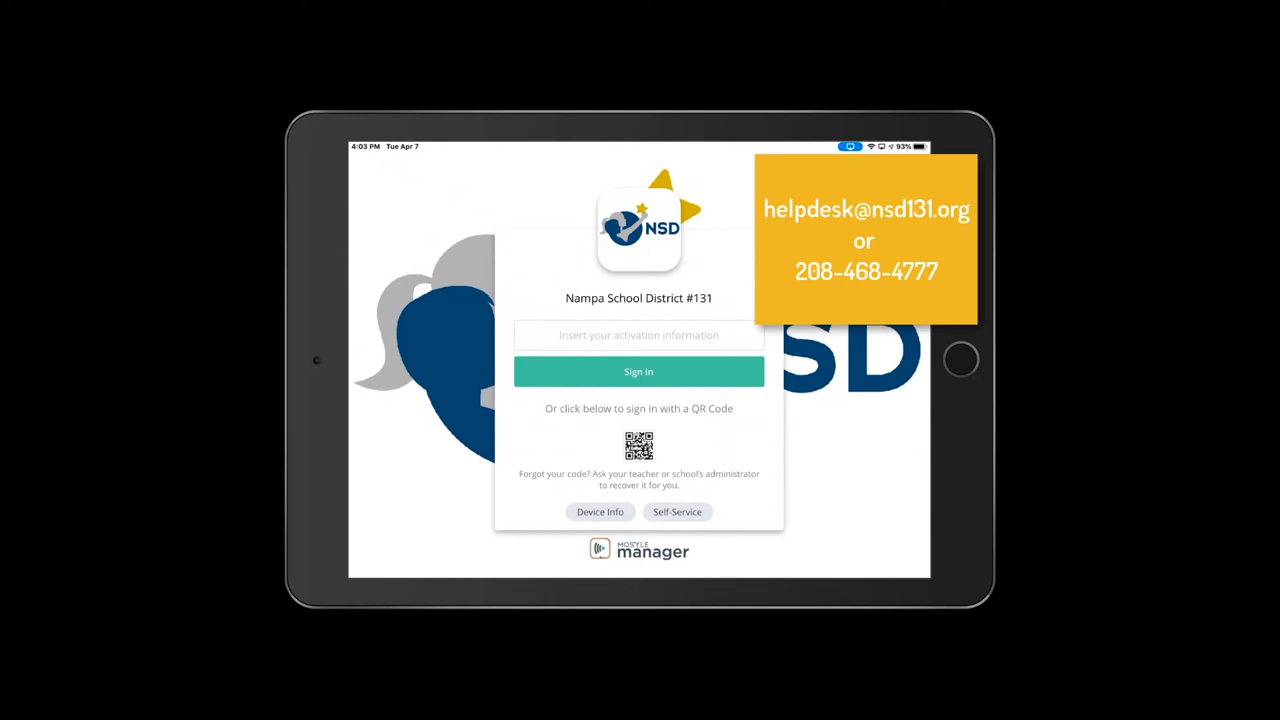 4:03 PM Tue Apr 7
93%
helpdesk@nsd131.org
or
208-468-4777
NSD
NSD
Nampa School District #131
Insert your activation information
Sign in
Or click below to sign in with a QR Code
Forgot your code? Ask your teacher or school's administrator
to recover it for you.
Device Info
Self-Service
MOSYLE
manager